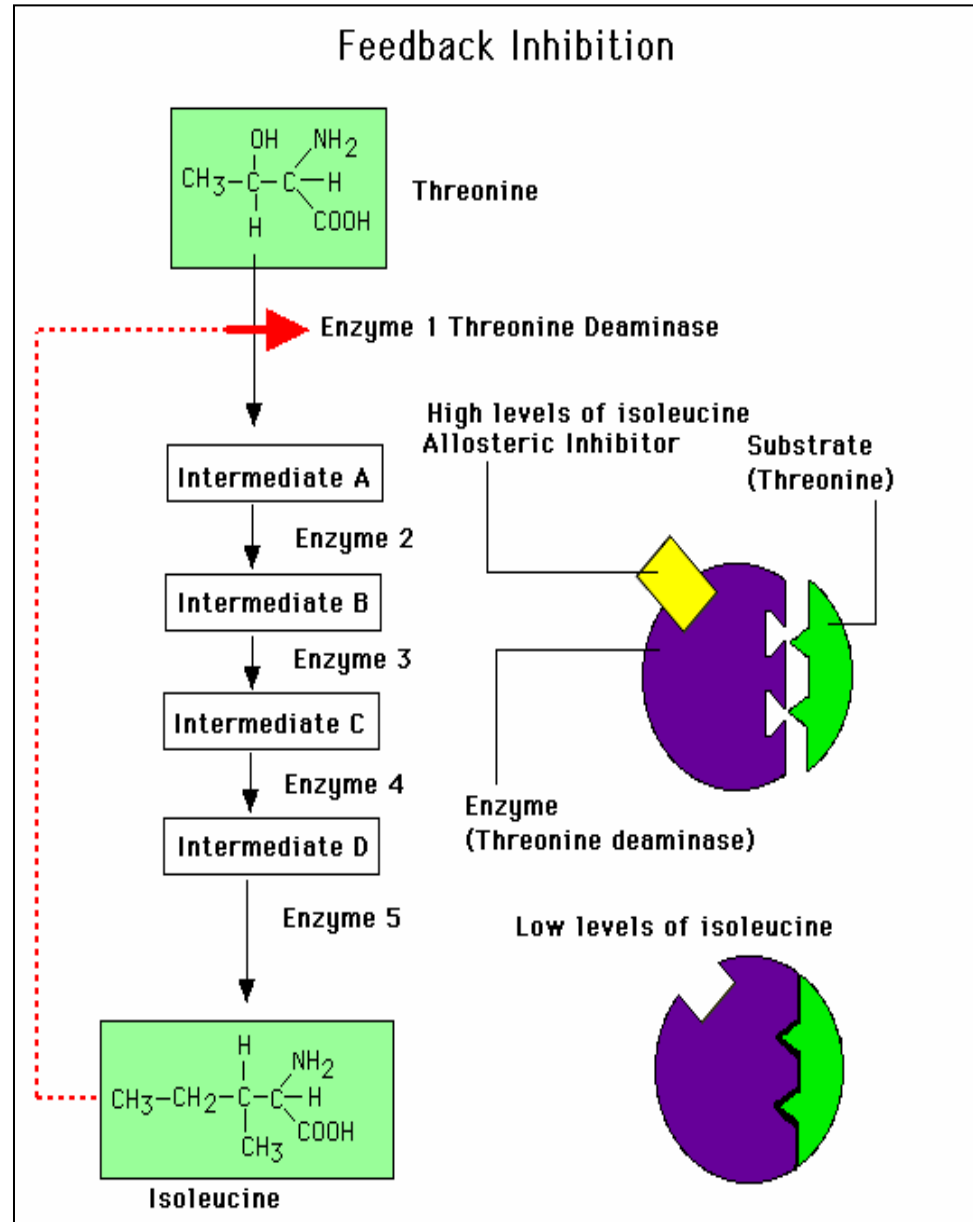 Feedback Inhibition
OH
NH2
CH3-C-C-H
H
COOH
Threonine
Enzyme 1 Threonine Deaminase
High levels of isoleucine
Allosteric Inhibitor
Substrate
(Threonine)
Intermediate A
Enzyme 2
Intermediate B
Enzyme 3
Intermediate C
Enzyme 4
Intermediate D
Enzyme 5
Enzyme
(Threonine deaminase)
Low levels of isoleucine
H
NH2
CH3-CH2-C-C-H
COOH
CH3
Isoleucine